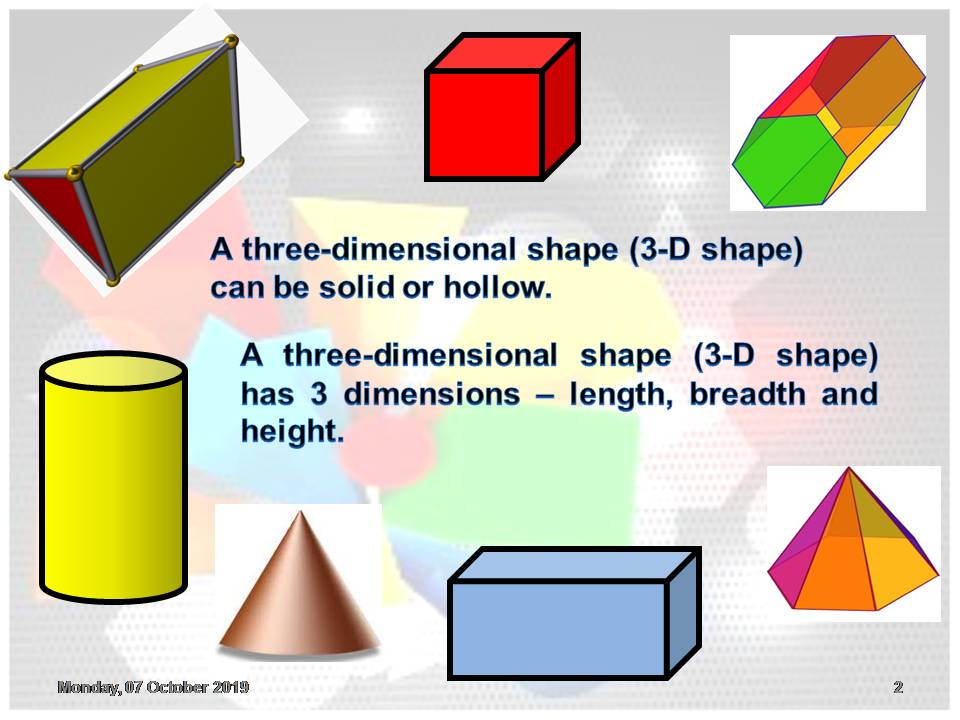 A three-dimensional shape (3-D shape)
can be solid or hollow.
A three-dimensional shape (3-D shape)
has 3 dimensions – length, breadth and
height.
Monday, 07 October 2019
2